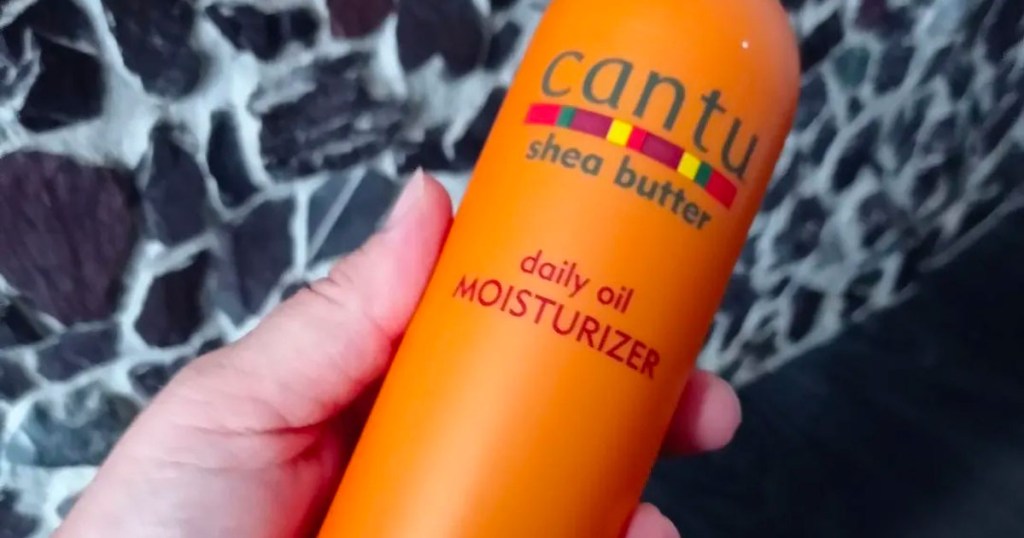 cantu
shea butter
daily oil
MOISTURIZER